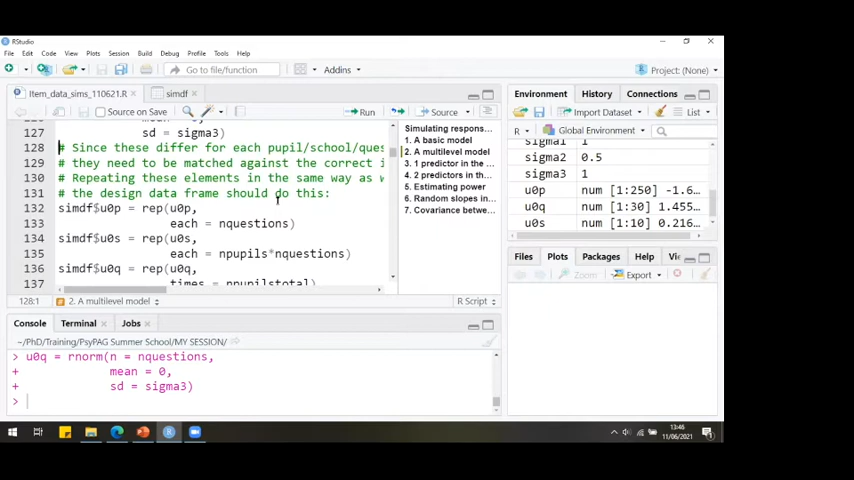 RStudio
File Edit Code View Plots Session Build Debug Profile Tools Help
Go to file/function
Addins
Project: (None)
Item_data_sims_110621.R
simdf
Source on Save
Run
Source
127 sd = sigma3)
128 # Since these differ for each pupil/school/ques
129 # they need to be matched against the correct i
130 # Repeating these elements in the same way as w
131 # the design data frame should do this:
132 simdf$u0p = rep(u0p,
133 each = nquestions)
134 simdf$u0s = rep(u0s,
135 each = npupils*nquestions)
136 simdf$u0q = rep(u0q,
137 times = npupilstotal)
Simulating respons...
1. A basic model
2. A multilevel model
3. 1 predictor in the ...
4. 2 predictors in th...
5. Estimating power
6. Random slopes in...
7. Covariance betwe...
128:1
2. A multilevel model
R Script
Console Terminal Jobs
~/PhD/Training/PsyPAG Summer School/MY SESSION/
> u0q = rnorm(n = nquestions,
+ mean = 0,
+ sd = sigma3)
>
Environment History Connections
Import Dataset
List
R
Global Environment
sigma1 1
sigma2 0.5
sigma3 1
u0p num [1:250] -1.6...
u0q num [1:30] 1.455...
u0s num [1:10] 0.216...
Files Plots Packages Help Vi
Zoom
Export
13:46
11/06/2021